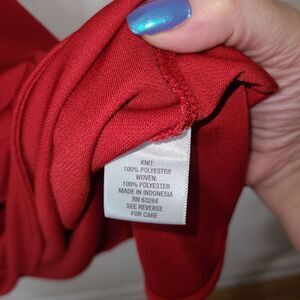 KNIT:
100% POLYESTER
WOVEN:
100% POLYESTER
MADE IN INDONESIA
RN 63264
SEE REVERSE
FOR CARE